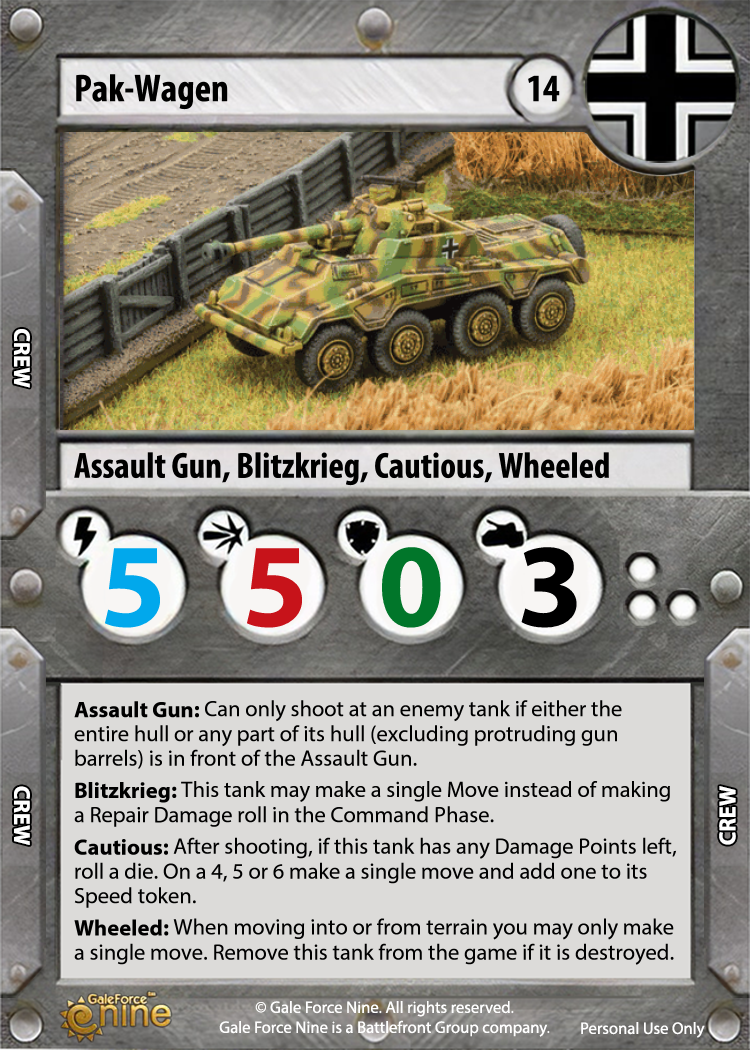 Pak-Wagen
14
CREW
Assault Gun, Blitzkrieg, Cautious, Wheeled
5 5 0 3
Assault Gun: Can only shoot at an enemy tank if either the
entire hull or any part of its hull (excluding protruding gun
barrels) is in front of the Assault Gun.
Blitzkrieg: This tank may make a single Move instead of making
a Repair Damage roll in the Command Phase.
Cautious: After shooting, if this tank has any Damage Points left,
roll a die. On a 4, 5 or 6 make a single move and add one to its
Speed token.
Wheeled: When moving into or from terrain you may only make
a single move. Remove this tank from the game if it is destroyed.
CREW
CREW
GaleForce™
nine
© Gale Force Nine. All rights reserved.
Gale Force Nine is a Battlefront Group company.
Personal Use Only